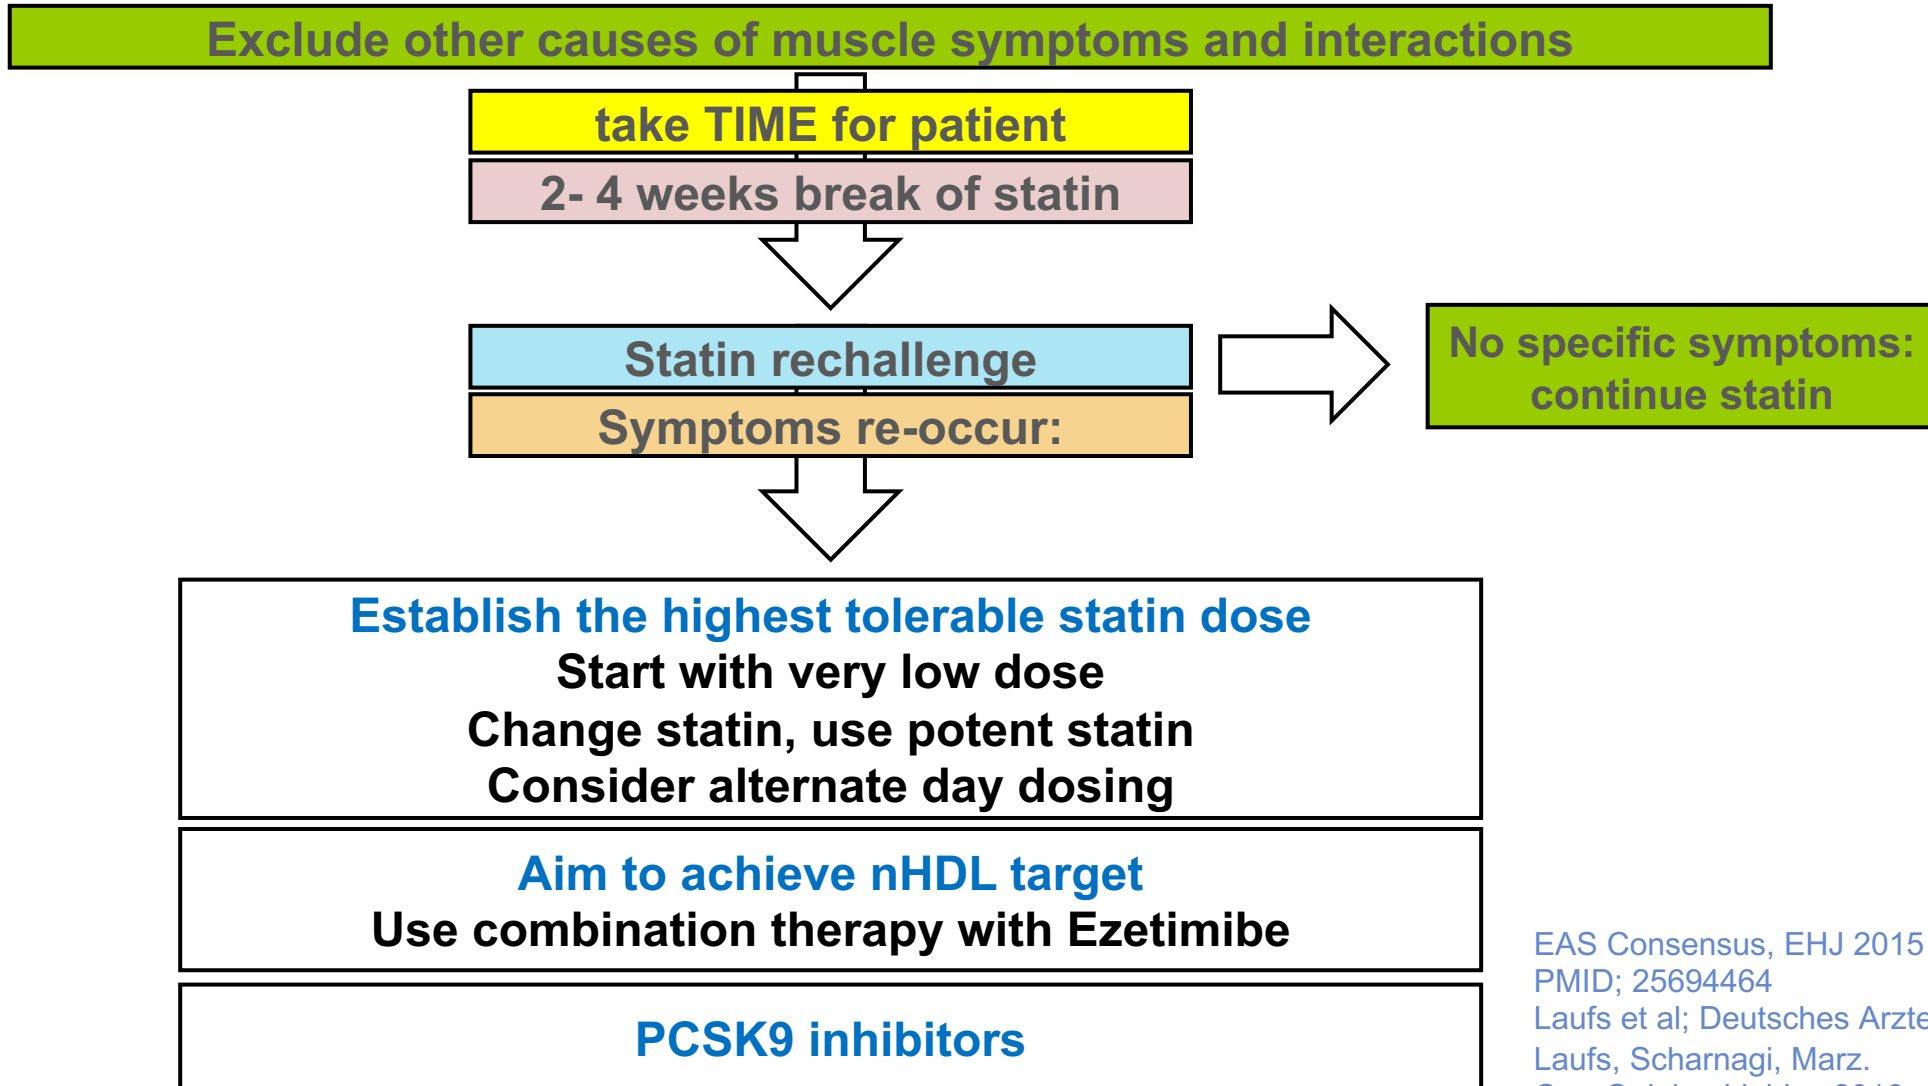 Exclude other causes of muscle symptoms and interactions
take TIME for patient
2- 4 weeks break of statin
Statin rechallenge
Symptoms re-occur:
No specific symptoms:
continue statin
Establish the highest tolerable statin dose
Start with very low dose
Change statin, use potent statin
Consider alternate day dosing
Aim to achieve nHDL target
Use combination therapy with Ezetimibe
PCSK9 inhibitors
EAS Consensus, EHJ 2015
PMID; 25694464
Laufs et al; Deutsches Arzte
Laufs, Scharnagi, Marz.